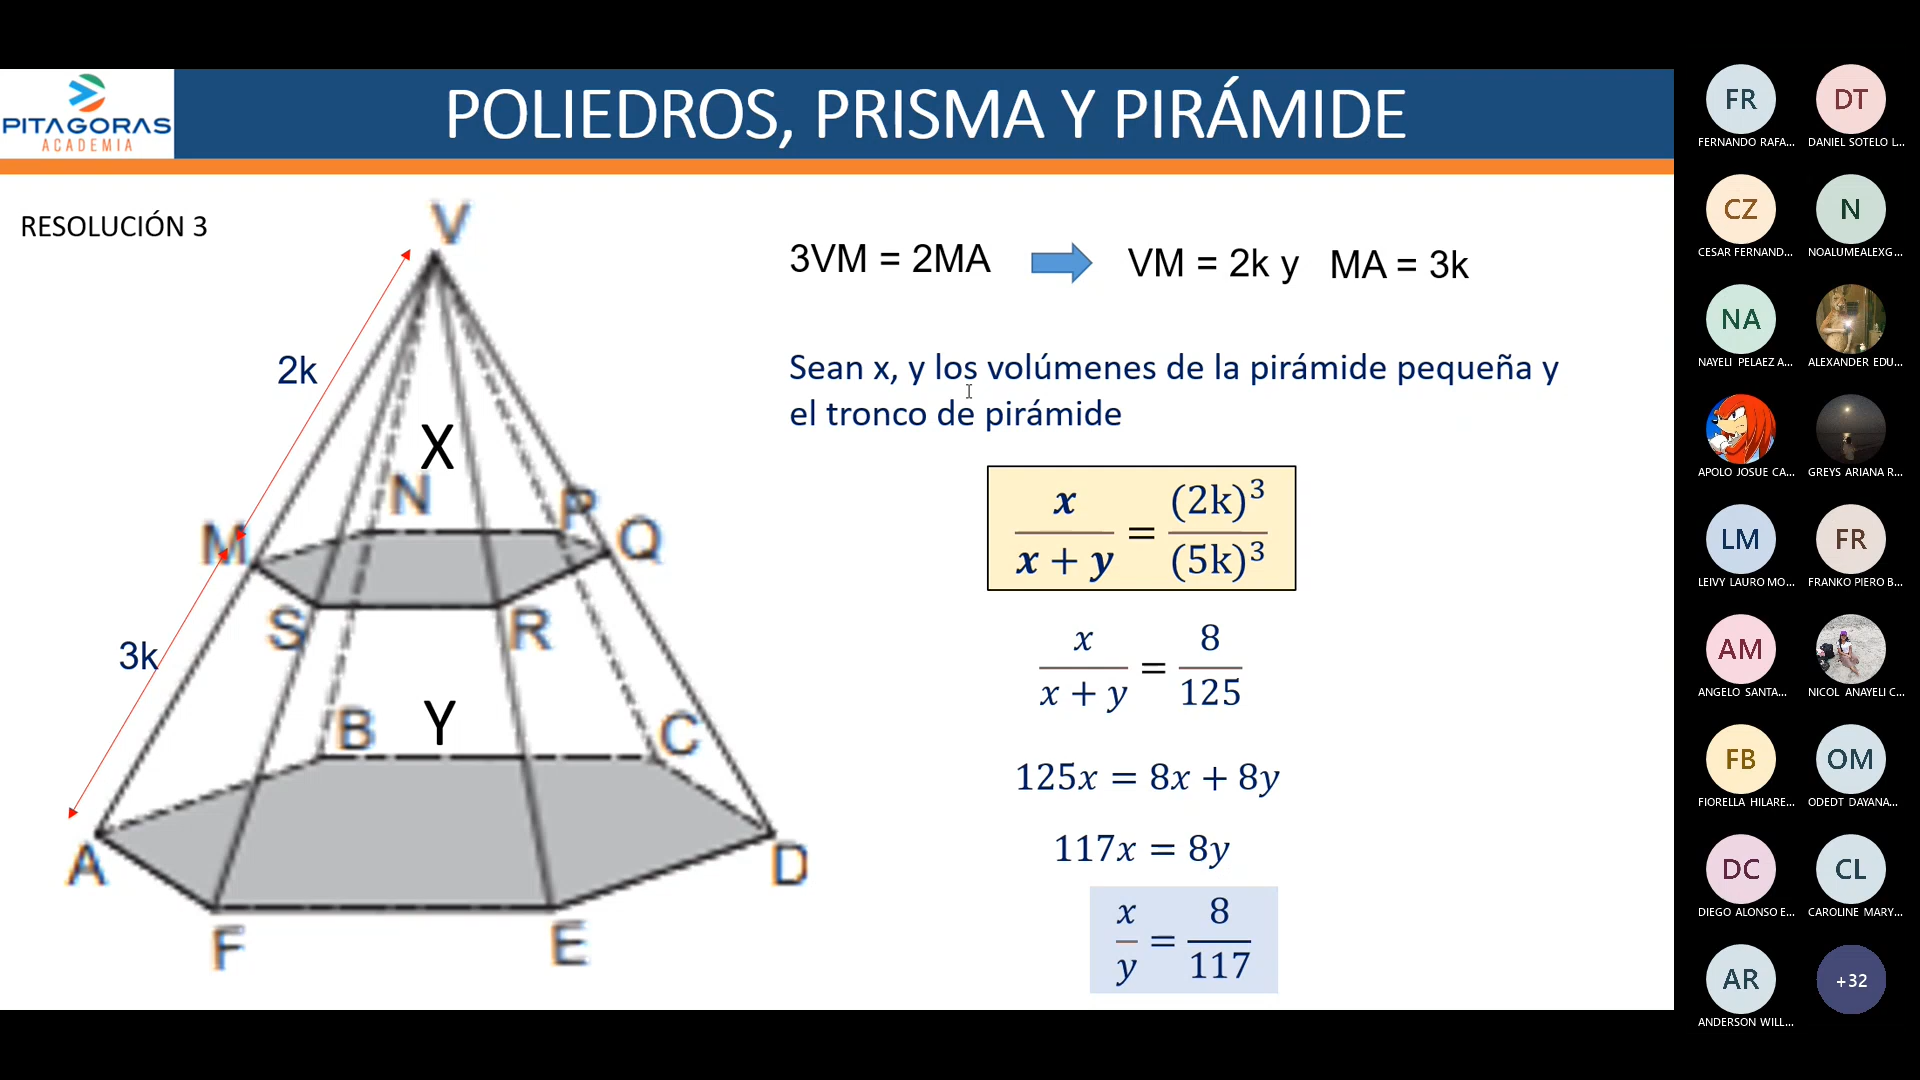 PITAGORAS
ACADEMIA
POLIEDROS, PRISMA Y PIRÁMIDE
RESOLUCIÓN 3
V
2k
X
N
P
M
Q
S
R
3k
B
Y
C
A
D
F
E
3VM = 2MA
VM = 2k y MA = 3k
Sean x, y los volúmenes de la pirámide pequeña y
el tronco de pirámide
x/(x + y) = (2k)³/(5k)³
x/(x + y) = 8/125
125x = 8x + 8y
117x = 8y
x/y = 8/117
FR
FERNANDO RAFA...
DT
DANIEL SOTELO L...
CZ
CESAR FERNAND...
N
NOALUMEALEXG...
NA
NAYELI PELAEZ A...
ALEXANDER EDU...
APOLO JOSUE CA...
GREYS ARIANA R...
LM
LEIVY LAURO MO...
FR
FRANKO PIERO B...
AM
ANGELO SANTA...
NICOL ANAYELI C...
FB
FIORELLA HILARE...
OM
ODEDT DAYANA...
DC
DIEGO ALONSO E...
CL
CAROLINE MARY...
AR
ANDERSON WILL...
+32